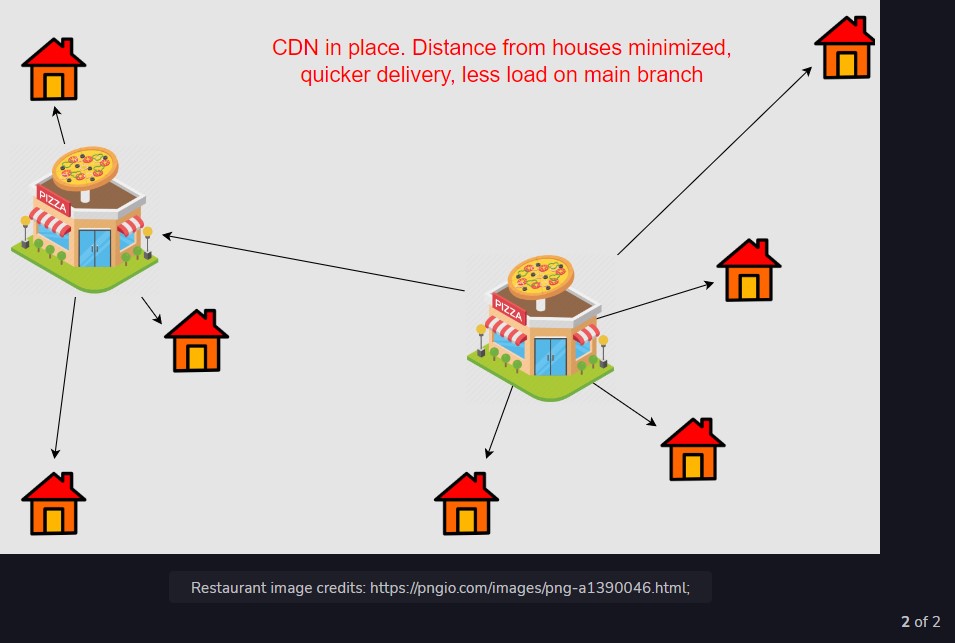 CDN in place. Distance from houses minimized,
quicker delivery, less load on main branch
PIZZA
PIZZA
Restaurant image credits: https://pngio.com/images/png-a1390046.html;
2 of 2